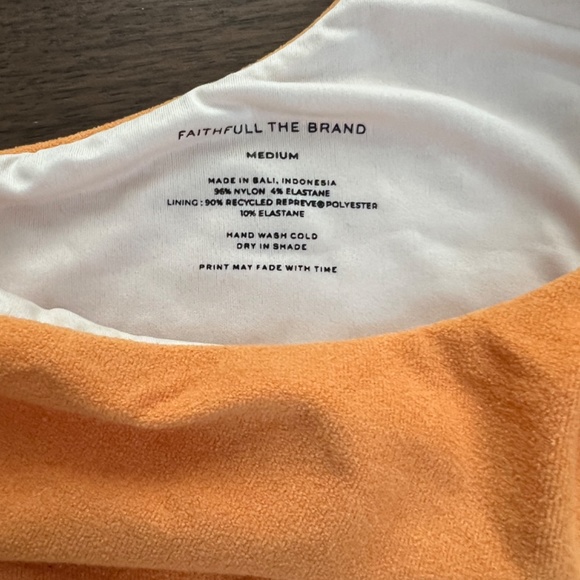 FAITHFULL THE BRAND
MEDIUM
MADE IN BALI, INDONESIA
96% NYLON 4% ELASTANE
LINING : 90% RECYCLED REPREVE® POLYESTER
10% ELASTANE
HAND WASH COLD
DRY IN SHADE
PRINT MAY FADE WITH TIME